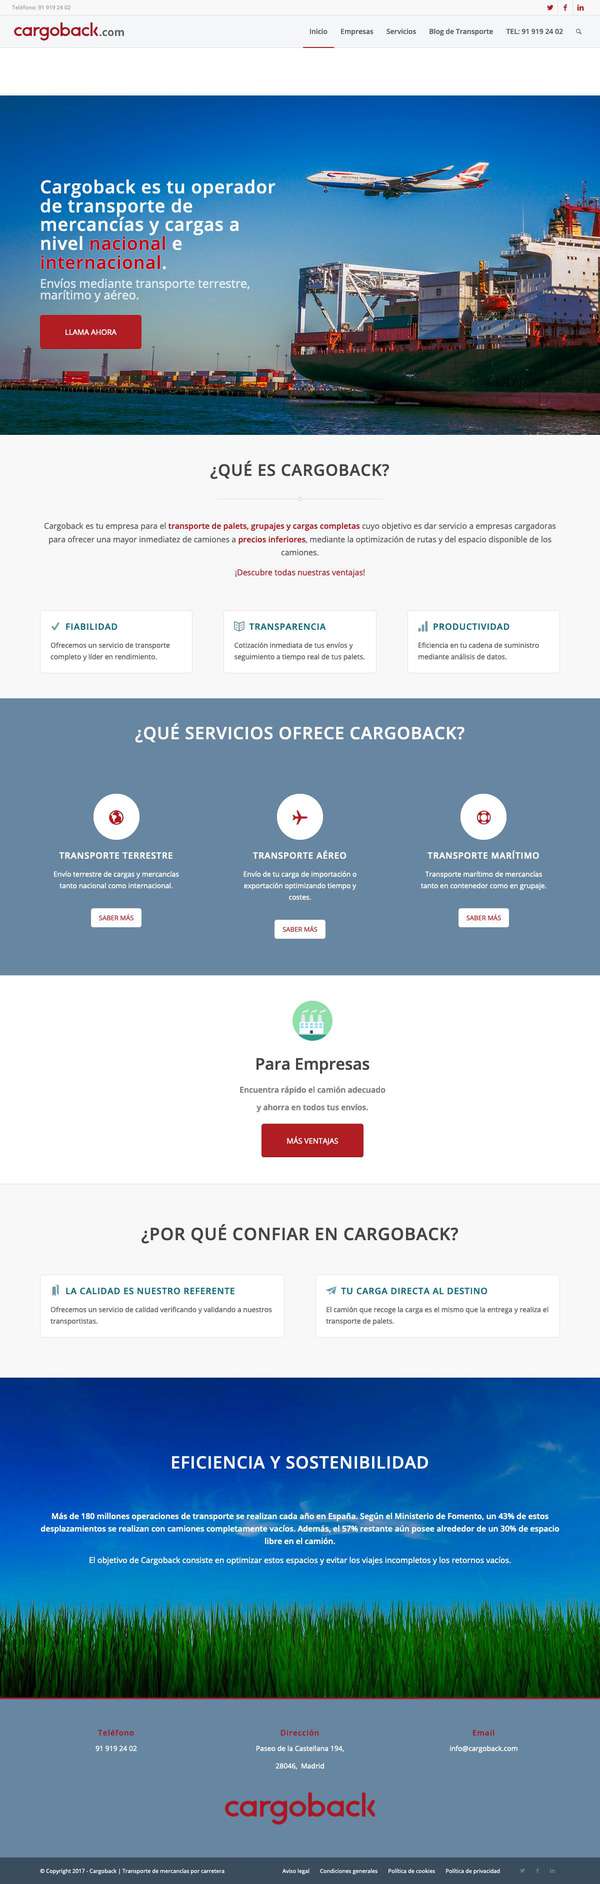 Teléfono: 91 919 24 02
cargoback.com
Inicio
Empresas
Servicios
Blog de Transporte
TEL: 91 919 24 02
Cargoback es tu operador
de transporte de
mercancías y cargas a
nivel nacional e
internacional.
Envíos mediante transporte terrestre,
marítimo y aéreo.
LLAMA AHORA
¿QUÉ ES CARGOBACK?
Cargoback es tu empresa para el transporte de palets, grupajes y cargas completas cuyo objetivo es dar servicio a empresas cargadoras
para ofrecer una mayor inmediatez de camiones a precios inferiores, mediante la optimización de rutas y del espacio disponible de los
camiones.
¡Descubre todas nuestras ventajas!
FIABILIDAD
Ofrecemos un servicio de transporte
completo y líder en rendimiento.
TRANSPARENCIA
Cotización inmediata de tus envíos y
seguimiento a tiempo real de tus palets.
PRODUCTIVIDAD
Eficiencia en tu cadena de suministro
mediante análisis de datos.
¿QUÉ SERVICIOS OFRECE CARGOBACK?
TRANSPORTE TERRESTRE
Envío terrestre de cargas y mercancías
tanto nacional como internacional.
SABER MÁS
TRANSPORTE AÉREO
Envío de tu carga de importación o
exportación optimizando tiempo y
costes.
SABER MÁS
TRANSPORTE MARÍTIMO
Transporte marítimo de mercancías
tanto en contenedor como en grupaje.
SABER MÁS
Para Empresas
Encuentra rápido el camión adecuado
y ahorra en todos tus envíos.
MÁS VENTAJAS
¿POR QUÉ CONFIAR EN CARGOBACK?
LA CALIDAD ES NUESTRO REFERENTE
Ofrecemos un servicio de calidad verificando y validando a nuestros
transportistas.
TU CARGA DIRECTA AL DESTINO
El camión que recoge la carga es el mismo que la entrega y realiza el
transporte de palets.
EFICIENCIA Y SOSTENIBILIDAD
Más de 180 millones operaciones de transporte se realizan cada año en España. Según el Ministerio de Fomento, un 43% de estos
desplazamientos se realizan con camiones completamente vacíos. Además, el 57% restante aún posee alrededor de un 30% de espacio
libre en el camión.
El objetivo de Cargoback consiste en optimizar estos espacios y evitar los viajes incompletos y los retornos vacíos.
Teléfono
91 919 24 02
Dirección
Paseo de la Castellana 194,
28046, Madrid
Email
info@cargoback.com
cargoback
© Copyright 2017 - Cargoback | Transporte de mercancías por carretera
Aviso legal
Condiciones generales
Política de cookies
Política de privacidad